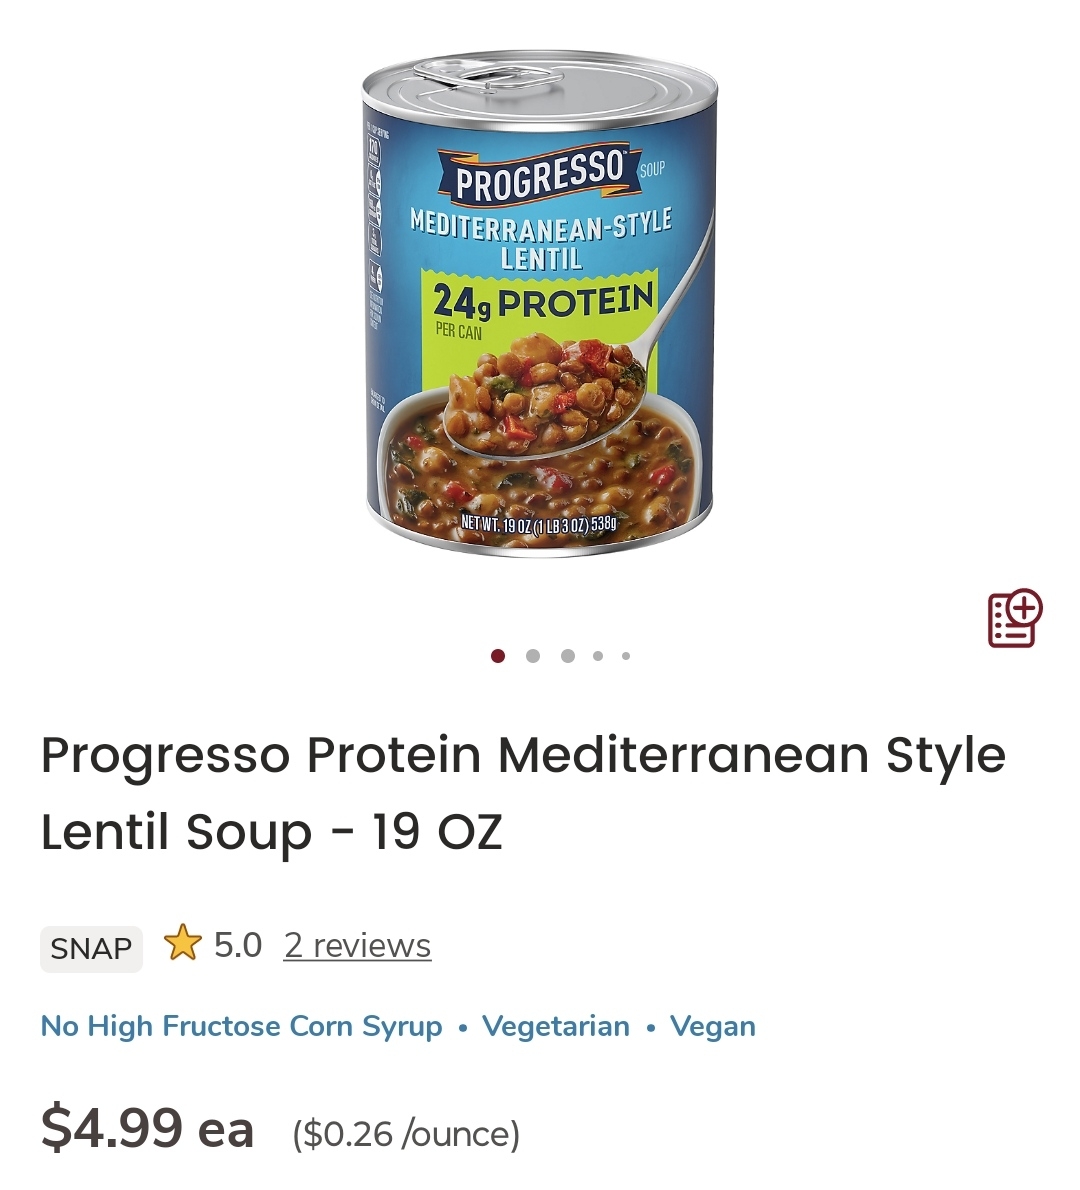 PROGRESSO SOUP
MEDITERRANEAN-STYLE
LENTIL
24g PROTEIN
PER CAN
NET WT. 19 OZ (1 LB 3 OZ) 538g
Progresso Protein Mediterranean Style
Lentil Soup - 19 OZ
SNAP 5.0 2 reviews
No High Fructose Corn Syrup • Vegetarian • Vegan
$4.99 ea ($0.26 /ounce)